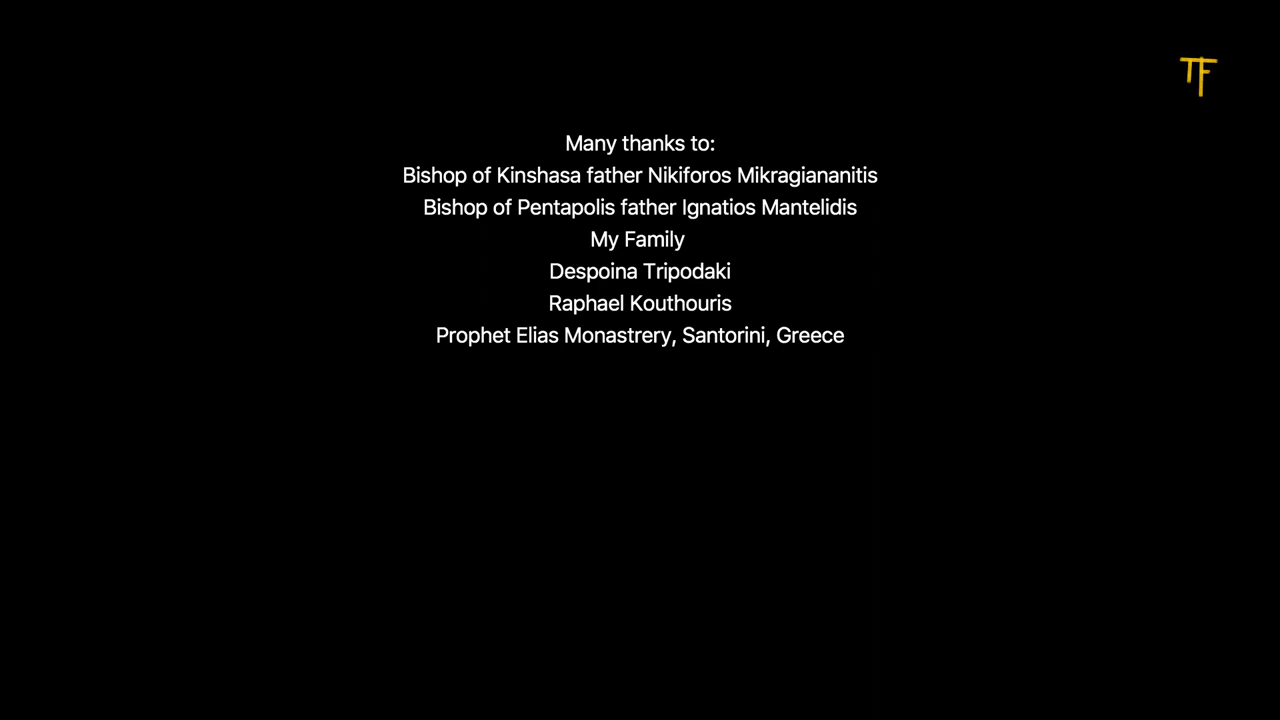 TF
Many thanks to:
Bishop of Kinshasa father Nikiforos Mikragiananitis
Bishop of Pentapolis father Ignatios Mantelidis
My Family
Despoina Tripodaki
Raphael Kouthouris
Prophet Elias Monastrery, Santorini, Greece